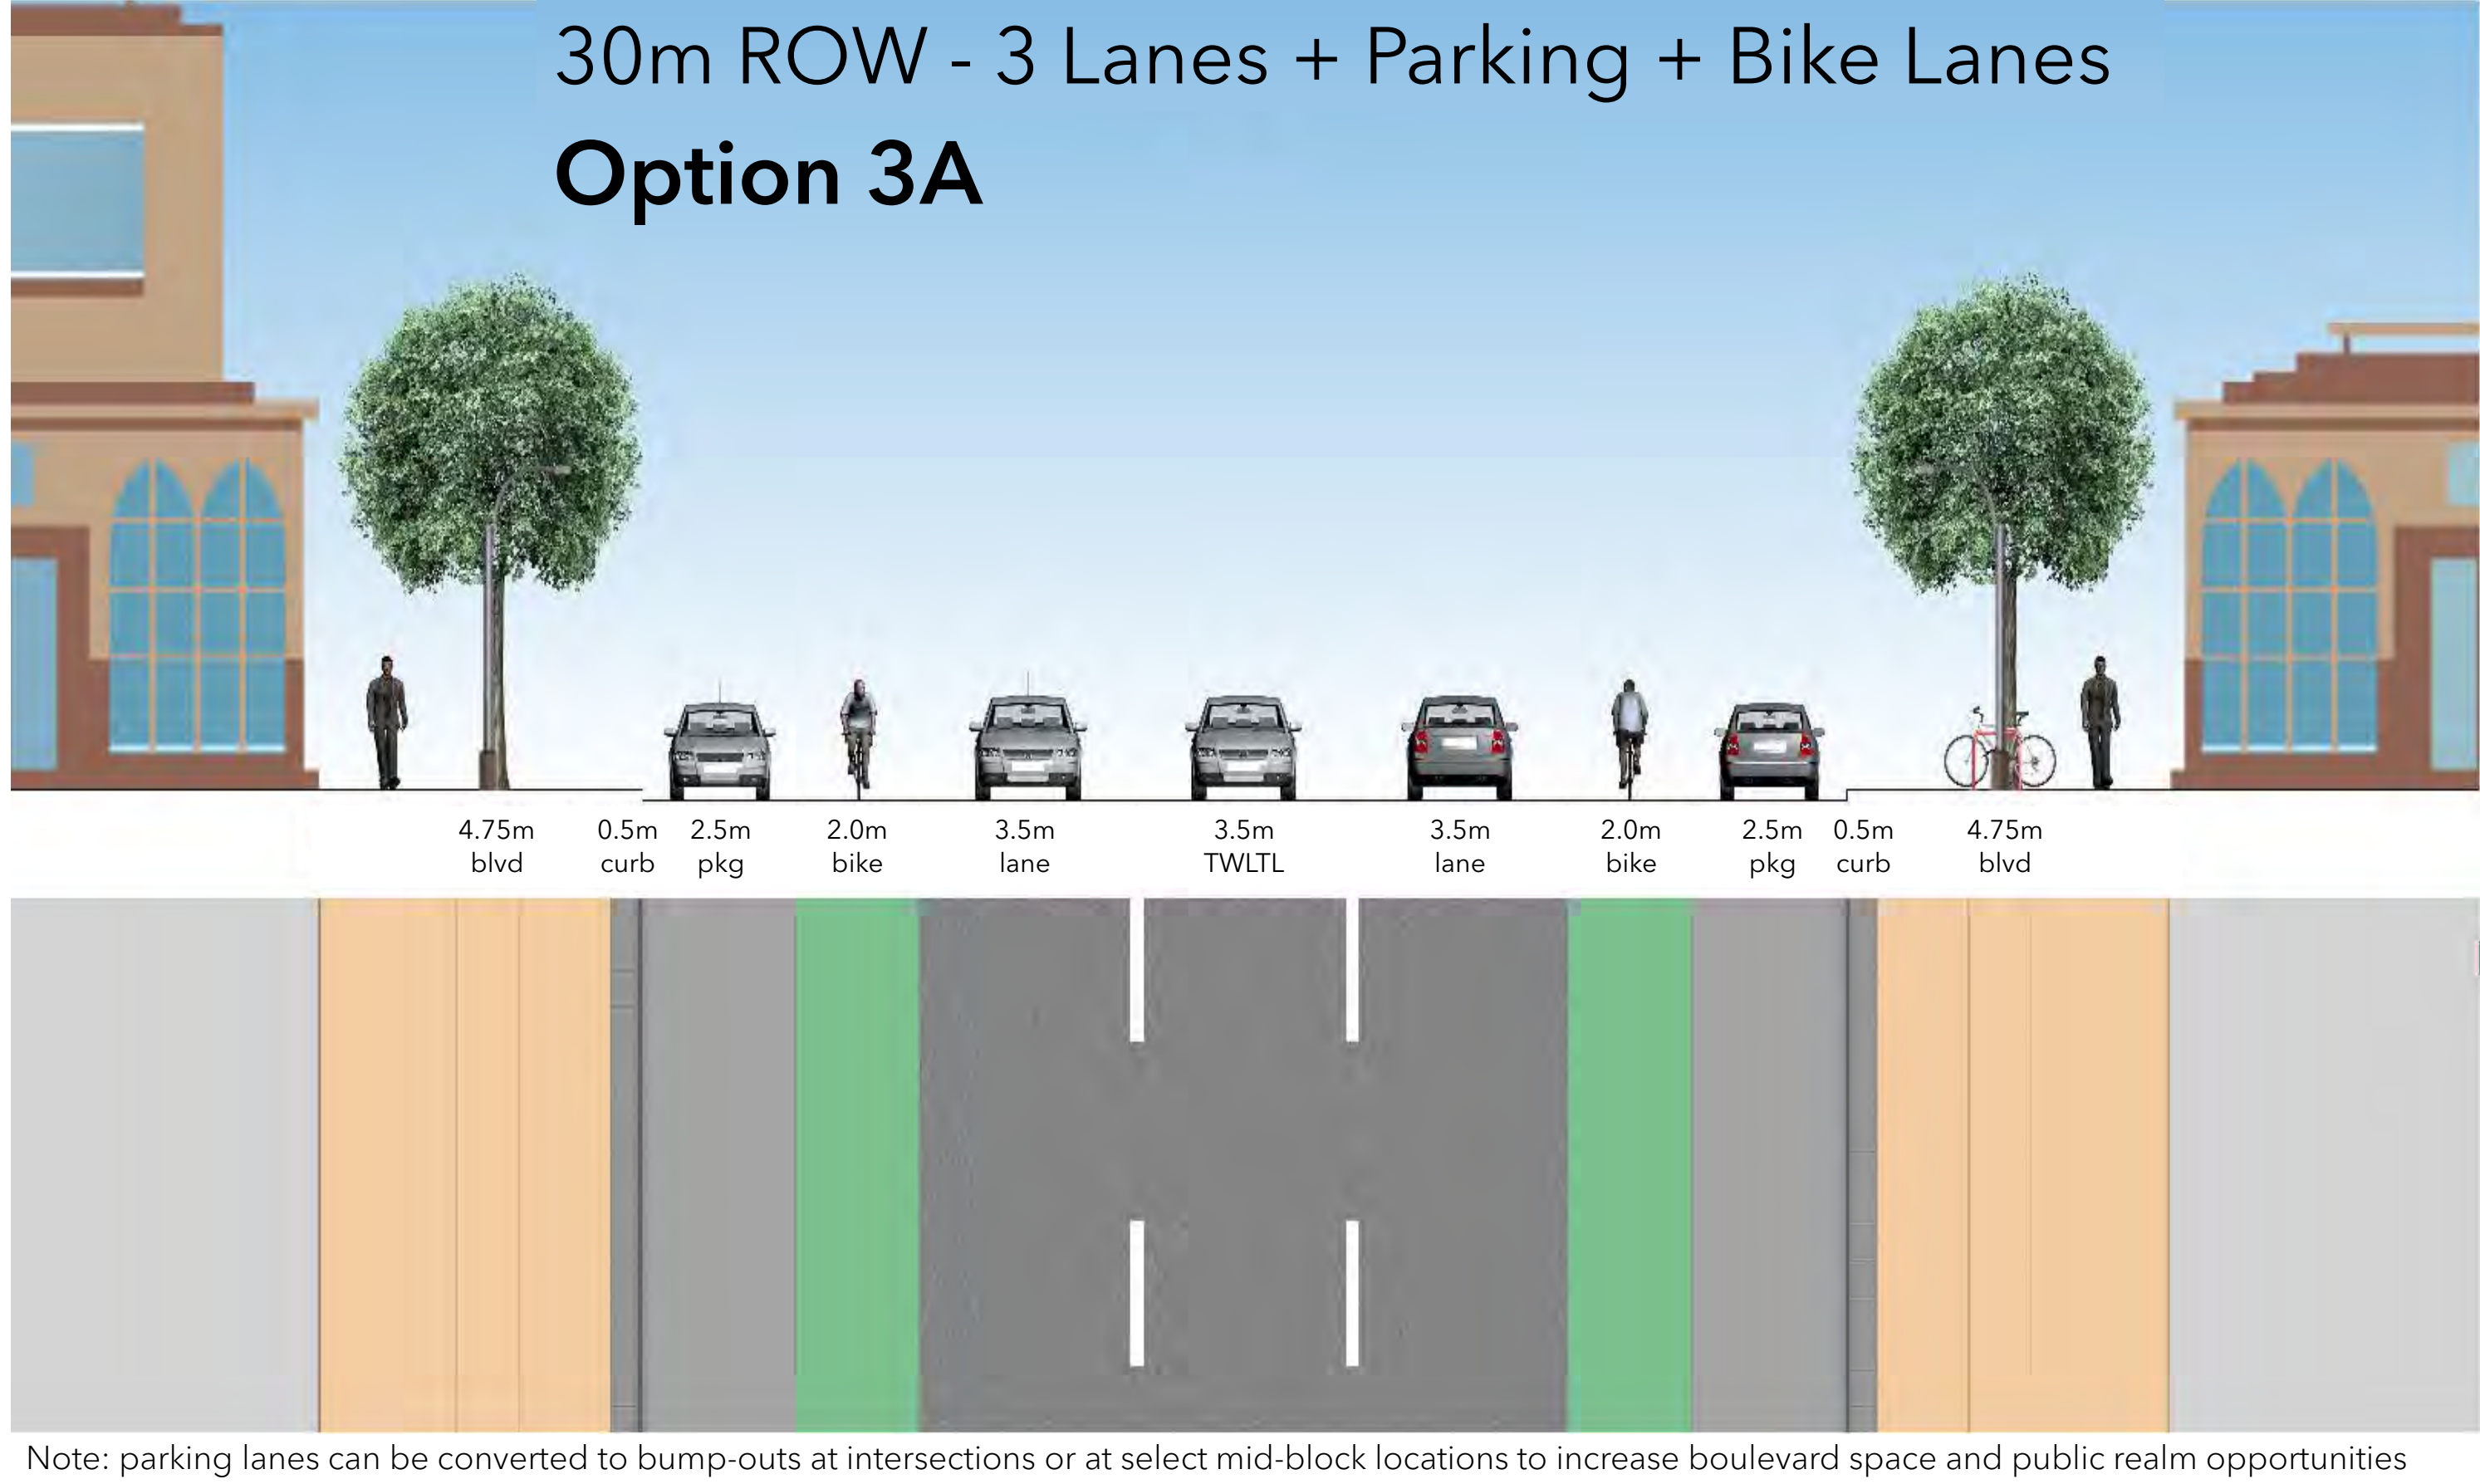 30m ROW - 3 Lanes + Parking + Bike Lanes
Option 3A
4.75m 0.5m 2.5m 2.0m 3.5m 3.5m 3.5m 2.0m 2.5m 0.5m 4.75m
blvd curb pkg bike lane TWLTL lane bike pkg curb blvd
Note: parking lanes can be converted to bump-outs at intersections or at select mid-block locations to increase boulevard space and public realm opportunities